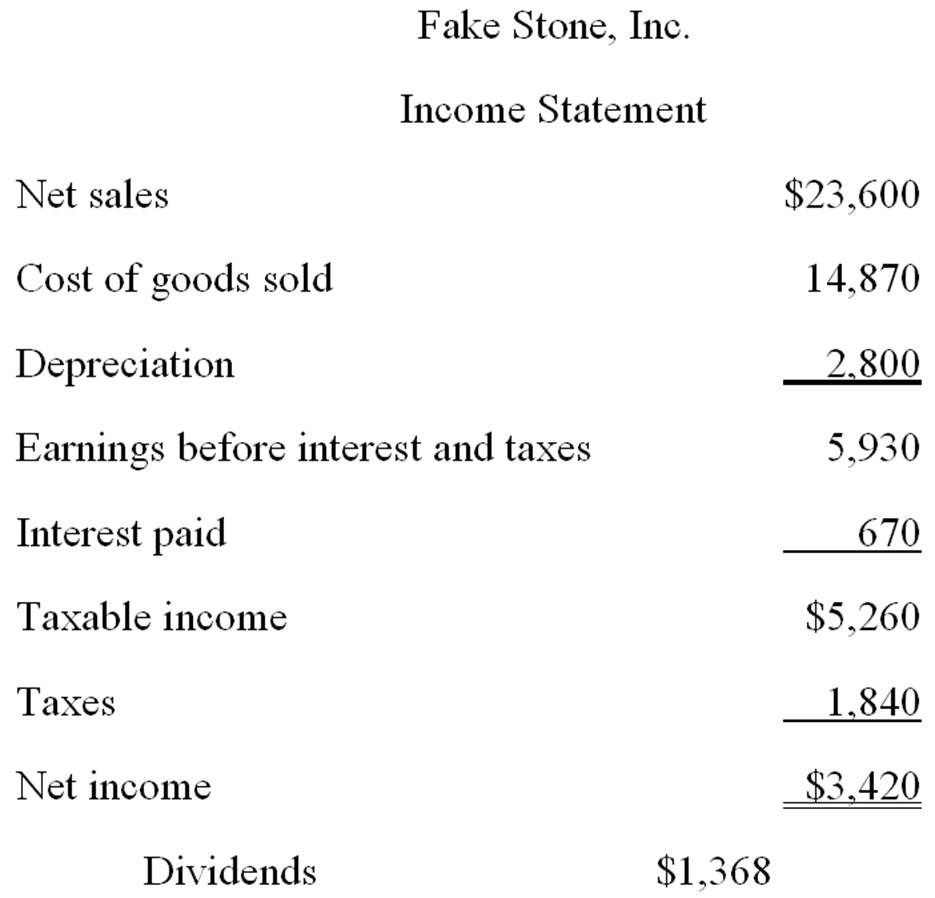 Fake Stone, Inc.
Income Statement
Net sales $23,600
Cost of goods sold 14,870
Depreciation 2,800
Earnings before interest and taxes 5,930
Interest paid 670
Taxable income $5,260
Taxes 1,840
Net income $3,420
Dividends $1,368